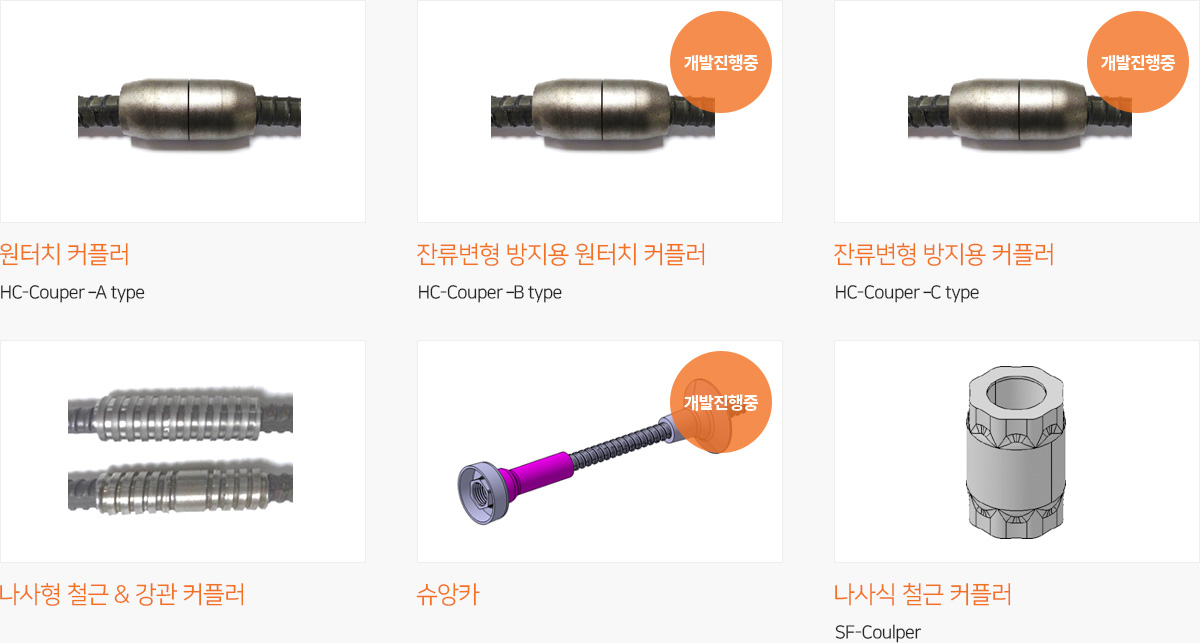 개발진행중
개발진행중
원터치 커플러
잔류변형 방지용 원터치 커플러
잔류변형 방지용 커플러
HC-Couper –A type
HC-Couper –B type
HC-Couper –C type
개발진행중
나사형 철근 & 강관 커플러
슈앙카
나사식 철근 커플러
SF-Coulper